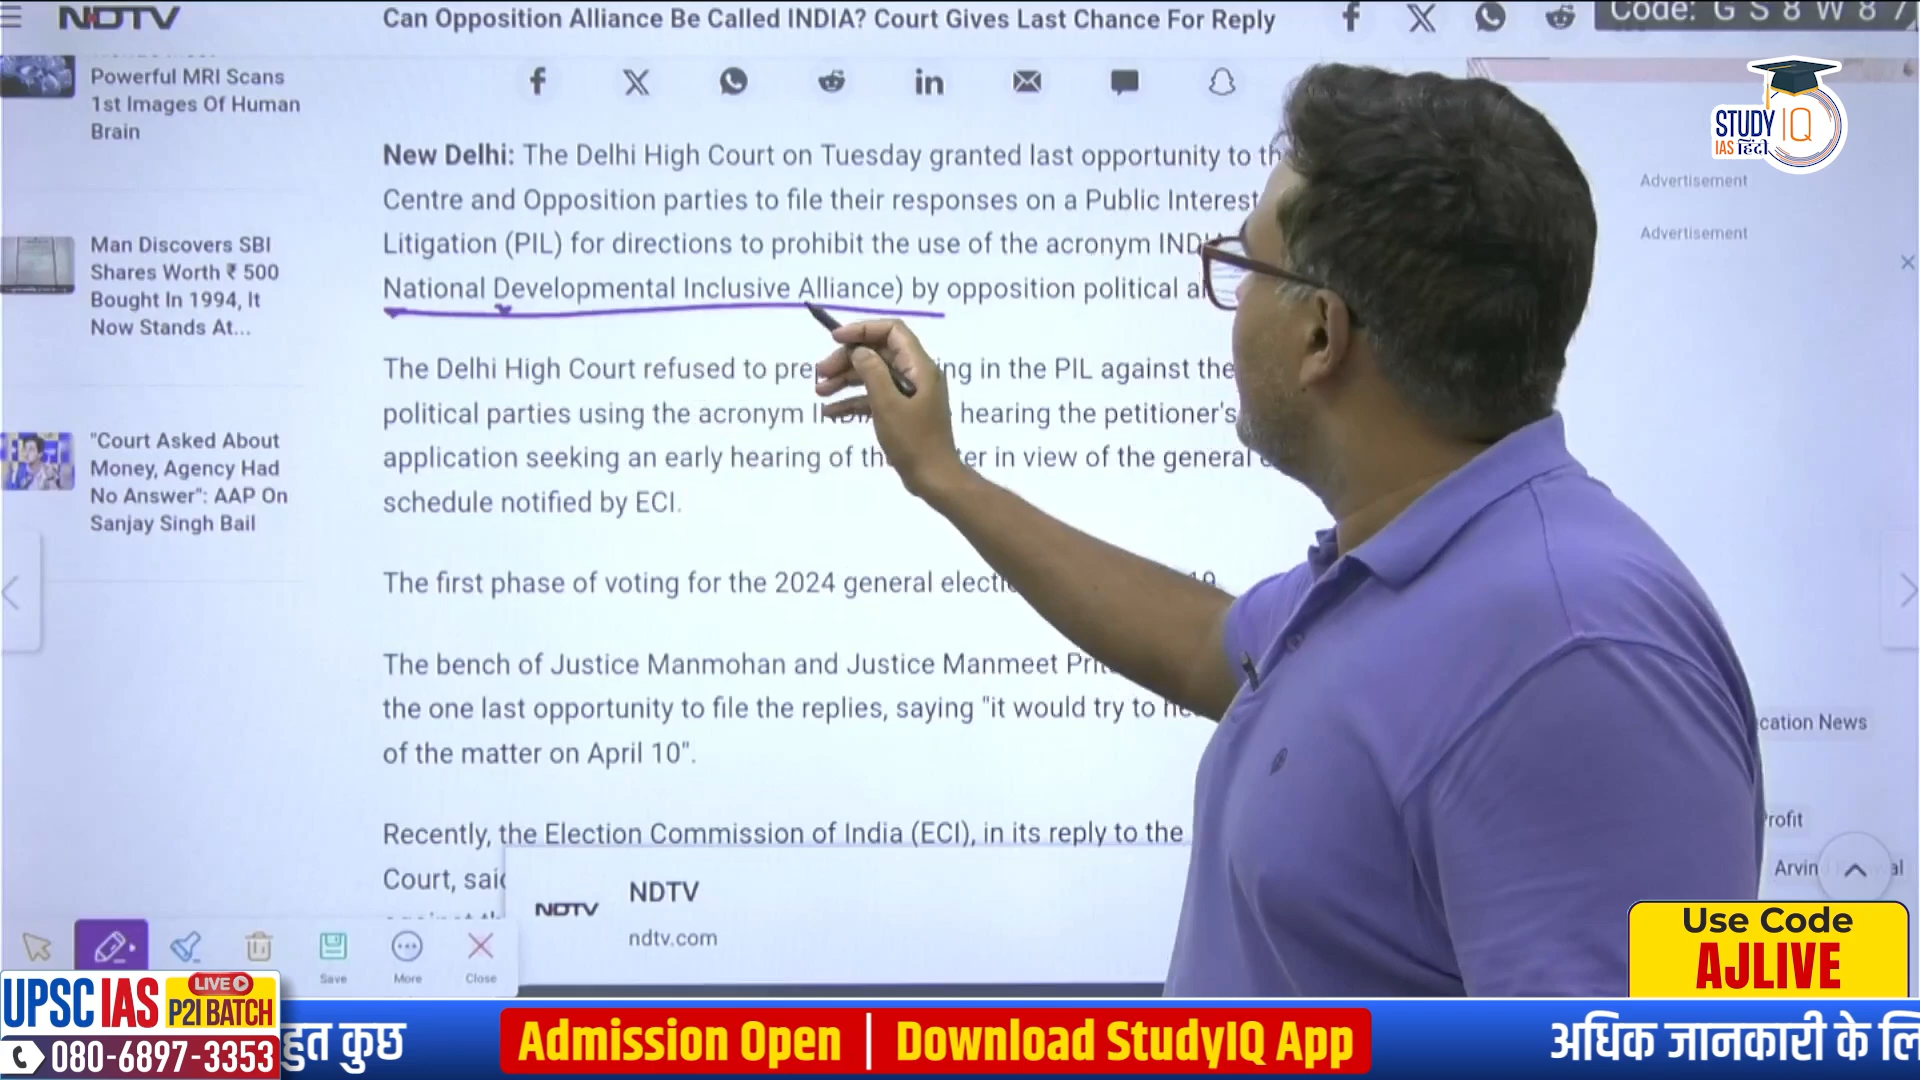 NDTV
Can Opposition Alliance Be Called INDIA? Court Gives Last Chance For Reply
Code: G S 8 W 8 7
Powerful MRI Scans
1st Images Of Human
Brain
Man Discovers SBI
Shares Worth ₹ 500
Bought In 1994, It
Now Stands At...
"Court Asked About
Money, Agency Had
No Answer": AAP On
Sanjay Singh Bail
New Delhi: The Delhi High Court on Tuesday granted last opportunity to
Centre and Opposition parties to file their responses on a Public Interest
Litigation (PIL) for directions to prohibit the use of the acronym
National Developmental Inclusive Alliance) by opposition political
The Delhi High Court refused to in the PIL against the
political parties using the acronym hearing the petitioner's
application seeking an early hearing of in view of the general
schedule notified by ECI.
The first phase of voting for the 2024 general
The bench of Justice Manmohan and Justice Manmeet
the one last opportunity to file the replies, saying "it would try to
of the matter on April 10".
Recently, the Election Commission of India (ECI), in its reply to the
Court,
NDTV
NDTV
ndtv.com
STUDY IQ
IAS हिंदी
Advertisement
Advertisement
News
Save
More
Close
Use Code
AJLIVE
UPSC IAS
LIVE
P2I BATCH
080-6897-3353
कुछ
Admission Open | Download StudyIQ App
अधिक जानकारी के